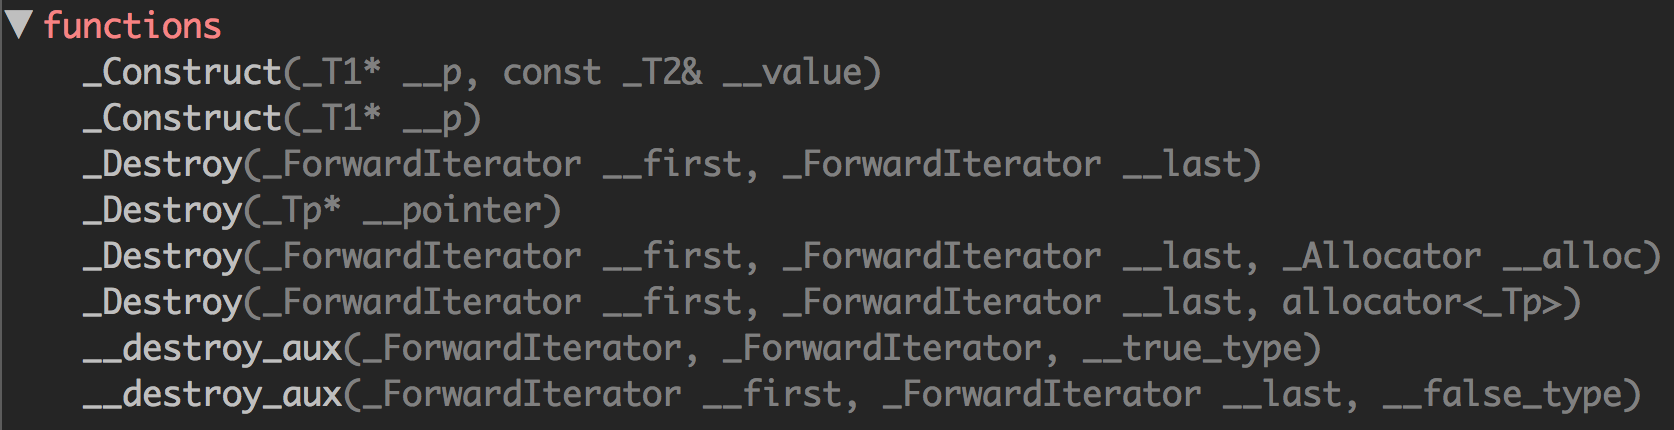 functions
_Construct(_T1* __p, const _T2& __value)
_Construct(_T1* __p)
_Destroy(_ForwardIterator __first, _ForwardIterator __last)
_Destroy(_Tp* __pointer)
_Destroy(_ForwardIterator __first, _ForwardIterator __last, _Allocator __alloc)
_Destroy(_ForwardIterator __first, _ForwardIterator __last, allocator<_Tp>)
__destroy_aux(_ForwardIterator, _ForwardIterator, __true_type)
__destroy_aux(_ForwardIterator __first, _ForwardIterator __last, __false_type)